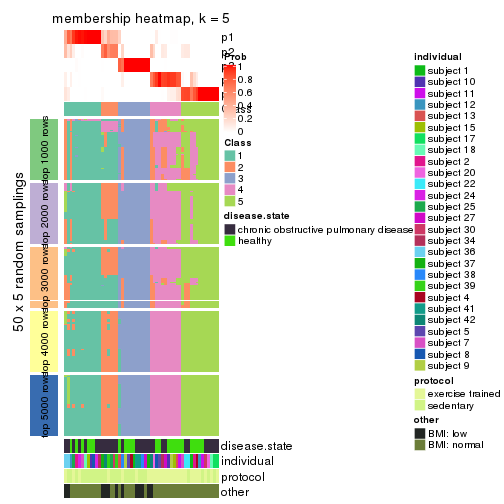 membership heatmap, k = 5
p1
p2
Prob
1
0.8
0.6
0.4
0.2
0
Class
1
2
3
4
5
disease.state
chronic obstructive pulmonary disease
healthy
50 x 5 random samplings
top 1000 rows
top 2000 rows
top 3000 rows
top 4000 rows
top 5000 rows
disease.state
individual
protocol
other
individual
subject 1
subject 10
subject 11
subject 12
subject 13
subject 15
subject 17
subject 18
subject 2
subject 20
subject 22
subject 24
subject 25
subject 27
subject 30
subject 34
subject 36
subject 37
subject 38
subject 39
subject 4
subject 41
subject 42
subject 5
subject 7
subject 8
subject 9
protocol
exercise trained
sedentary
other
BMI: low
BMI: normal